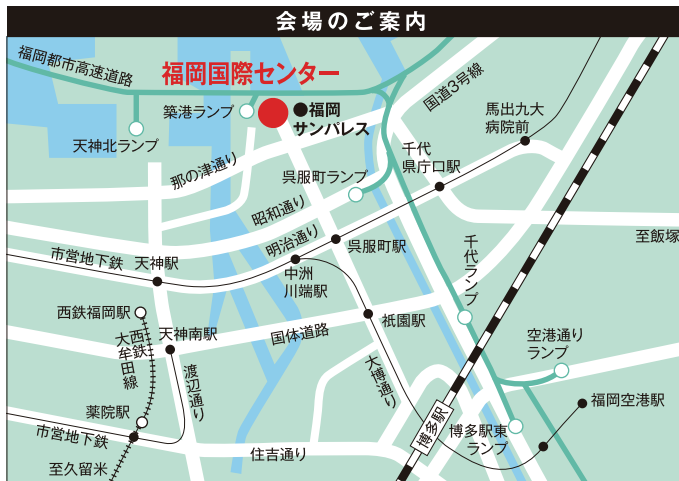 会場のご案内
福岡都市高速道路
福岡国際センター
国道3号線
築港ランプ
●福岡
サンパレス
馬出九大
病院前
天神北ランプ
千代
県庁口駅
那の津通り
呉服町ランプ
昭和通り
明治通り
呉服町駅
千代ランプ
至飯塚
市営地下鉄
天神駅
中洲
川端駅
西鉄福岡駅
西鉄
大牟田線
天神南駅
国体道路
祇園駅
空港通り
ランプ
渡辺通り
大博通り
福岡空港駅
薬院駅
博多駅
博多駅東
ランプ
市営地下鉄
住吉通り
至久留米